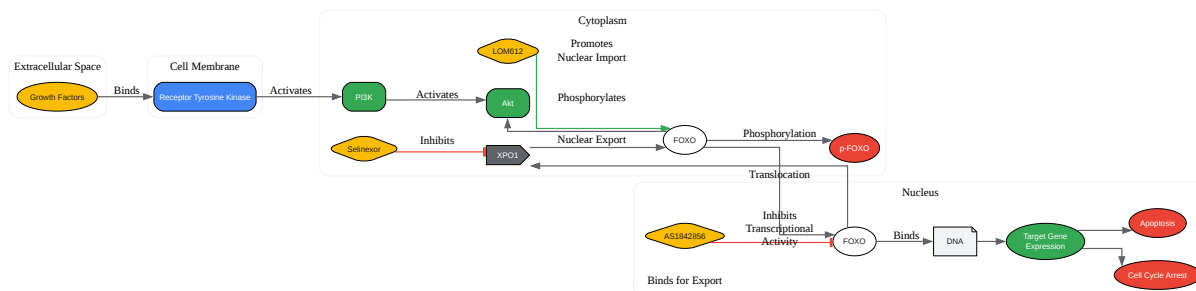 Cytoplasm
LOM612
Promotes
Nuclear Import
Extracellular Space
Cell Membrane
Growth Factors
Binds
Receptor Tyrosine Kinase
Activates
PI3K
Activates
Akt
Phosphorylates
Selinexor
Inhibits
XPO1
Nuclear Export
FOXO
Phosphorylation
p-FOXO
Translocation
Nucleus
AS1842856
Inhibits
Transcriptional
Activity
FOXO
Binds
DNA
Target Gene
Expression
Apoptosis
Cell Cycle Arrest
Binds for Export